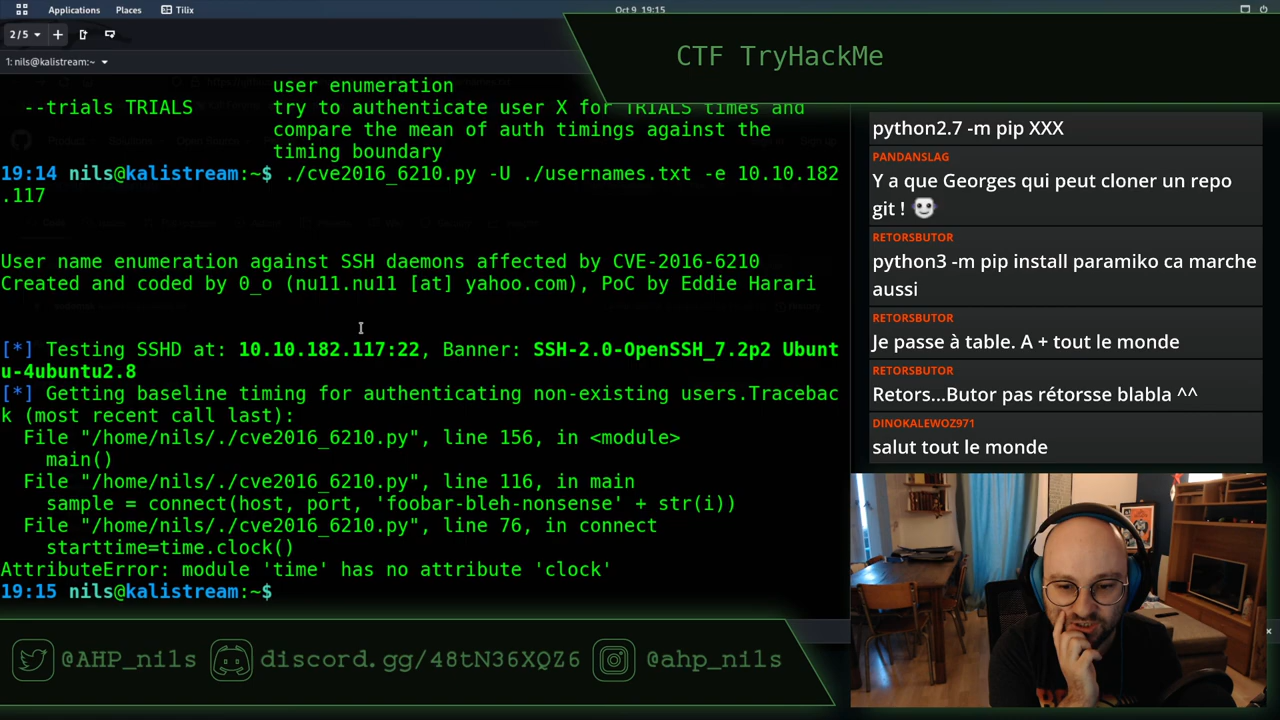 Applications Places Tilix
Oct 9 19:15
2/5
CTF TryHackMe
1: nils@kalistream:~
user enumeration
--trials TRIALS try to authenticate user X for TRIALS times and
compare the mean of auth timings against the
timing boundary
19:14 nils@kalistream:~$ ./cve2016_6210.py -U ./usernames.txt -e 10.10.182
.117
User name enumeration against SSH daemons affected by CVE-2016-6210
Created and coded by 0_o (nu11.nu11 [at] yahoo.com), PoC by Eddie Harari
[*] Testing SSHD at: 10.10.182.117:22, Banner: SSH-2.0-OpenSSH_7.2p2 Ubunt
u-4ubuntu2.8
[*] Getting baseline timing for authenticating non-existing users.Tracebac
k (most recent call last):
File "/home/nils/./cve2016_6210.py", line 156, in <module>
main()
File "/home/nils/./cve2016_6210.py", line 116, in main
sample = connect(host, port, 'foobar-bleh-nonsense' + str(i))
File "/home/nils/./cve2016_6210.py", line 76, in connect
starttime=time.clock()
AttributeError: module 'time' has no attribute 'clock'
19:15 nils@kalistream:~$
python2.7 -m pip XXX
PANDANSLAG
Y a que Georges qui peut cloner un repo
git !
RETORSBUTOR
python3 -m pip install paramiko ca marche
aussi
RETORSBUTOR
Je passe à table. A + tout le monde
RETORSBUTOR
Retors...Butor pas rétorsse blabla ^^
DINOKALEWOZ971
salut tout le monde
@AHP_nils discord.gg/48tN36XQZ6 @ahp_nils